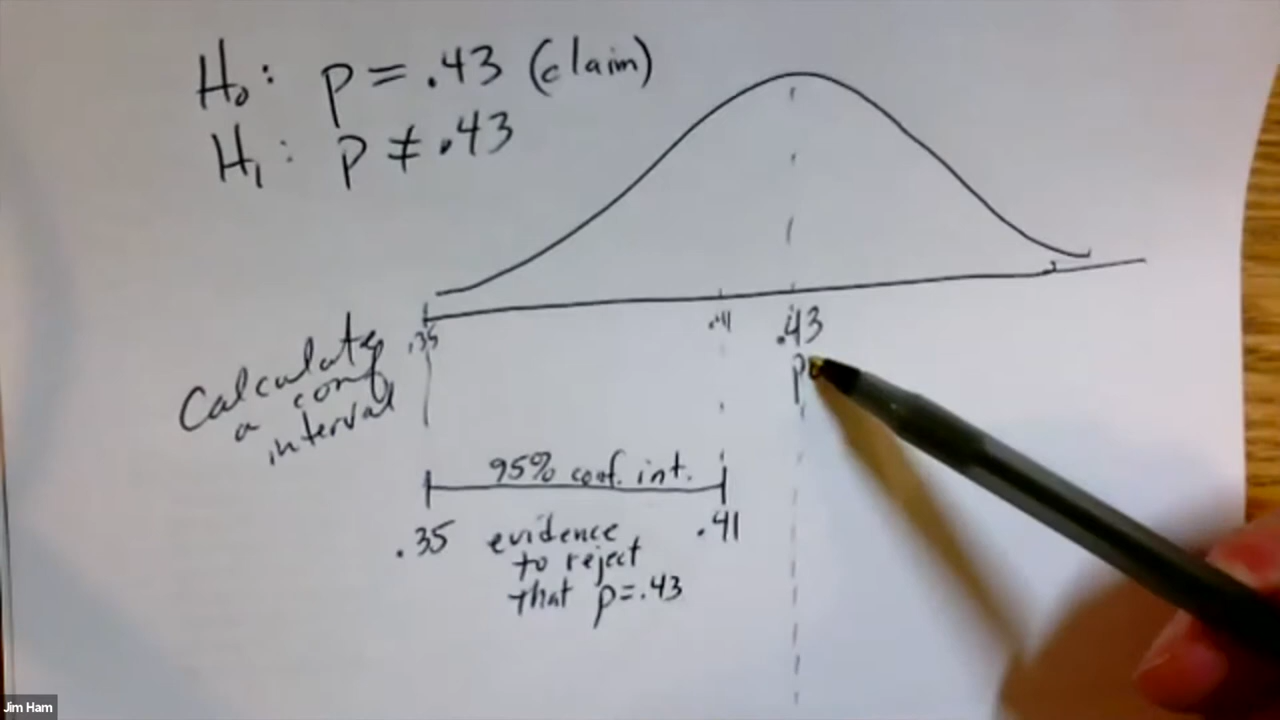 H₀: p = .43 (claim)
H₁: p ≠ .43
.35
.41
.43
p
Calculate
a conf
interval
95% conf. int.
.35
.41
evidence
to reject
that p=.43
Jim Ham